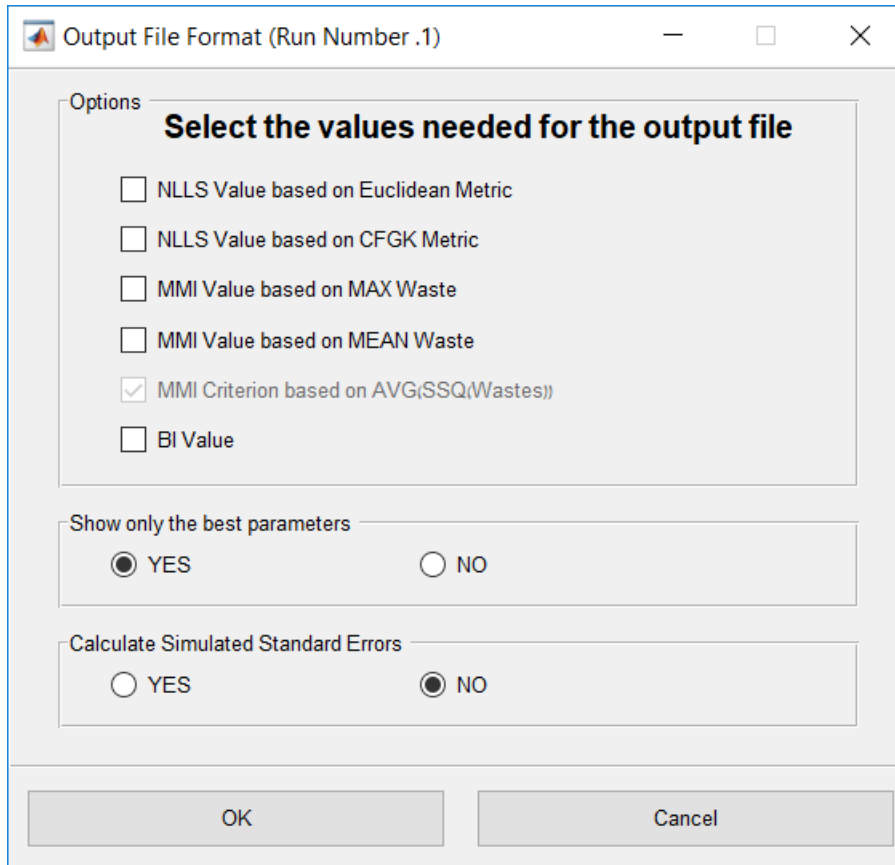 Output File Format (Run Number .1)
Options
Select the values needed for the output file
NLLS Value based on Euclidean Metric
NLLS Value based on CFGK Metric
MMI Value based on MAX Waste
MMI Value based on MEAN Waste
MMI Criterion based on AVG(SSQ(Wastes))
BI Value
Show only the best parameters
YES NO
Calculate Simulated Standard Errors
YES NO
OK Cancel